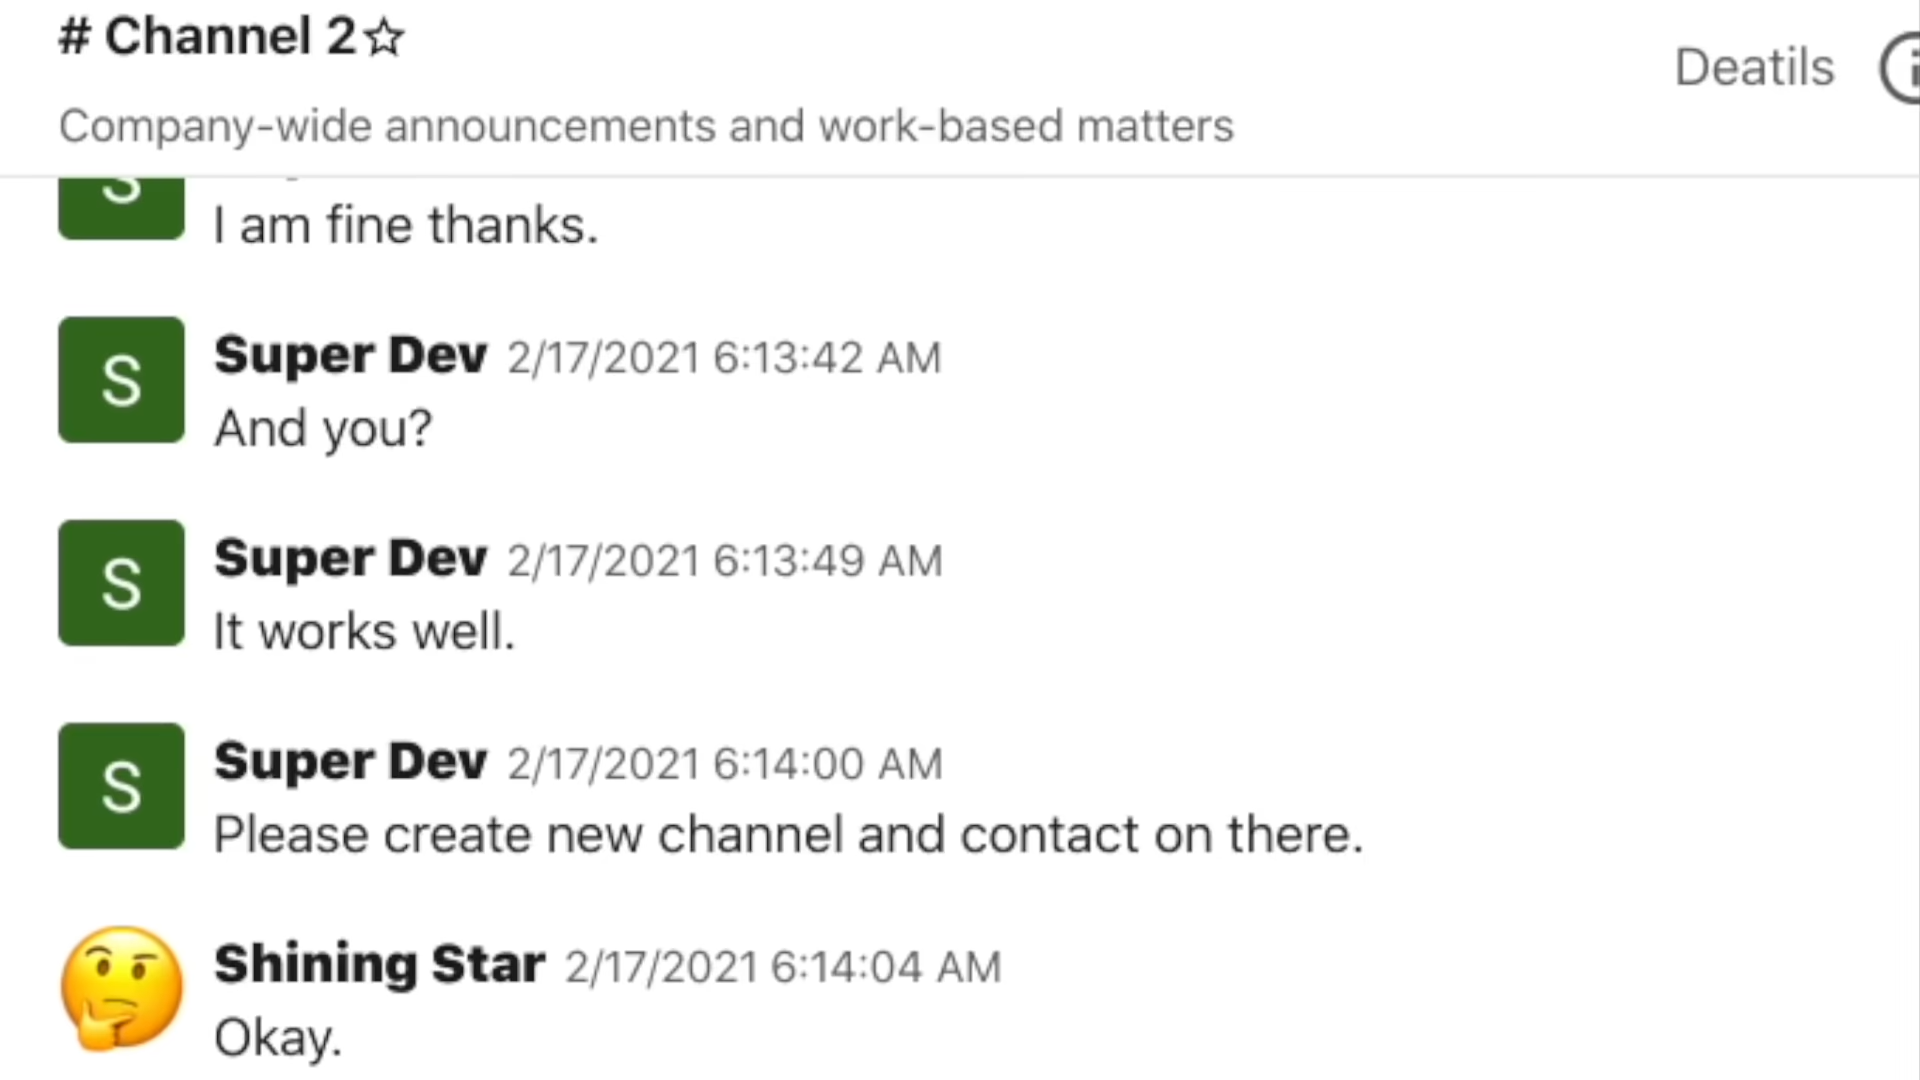 # Channel 2☆
Deatils
Company-wide announcements and work-based matters
I am fine thanks.
S
Super Dev 2/17/2021 6:13:42 AM
And you?
S
Super Dev 2/17/2021 6:13:49 AM
It works well.
S
Super Dev 2/17/2021 6:14:00 AM
Please create new channel and contact on there.
Shining Star 2/17/2021 6:14:04 AM
Okay.